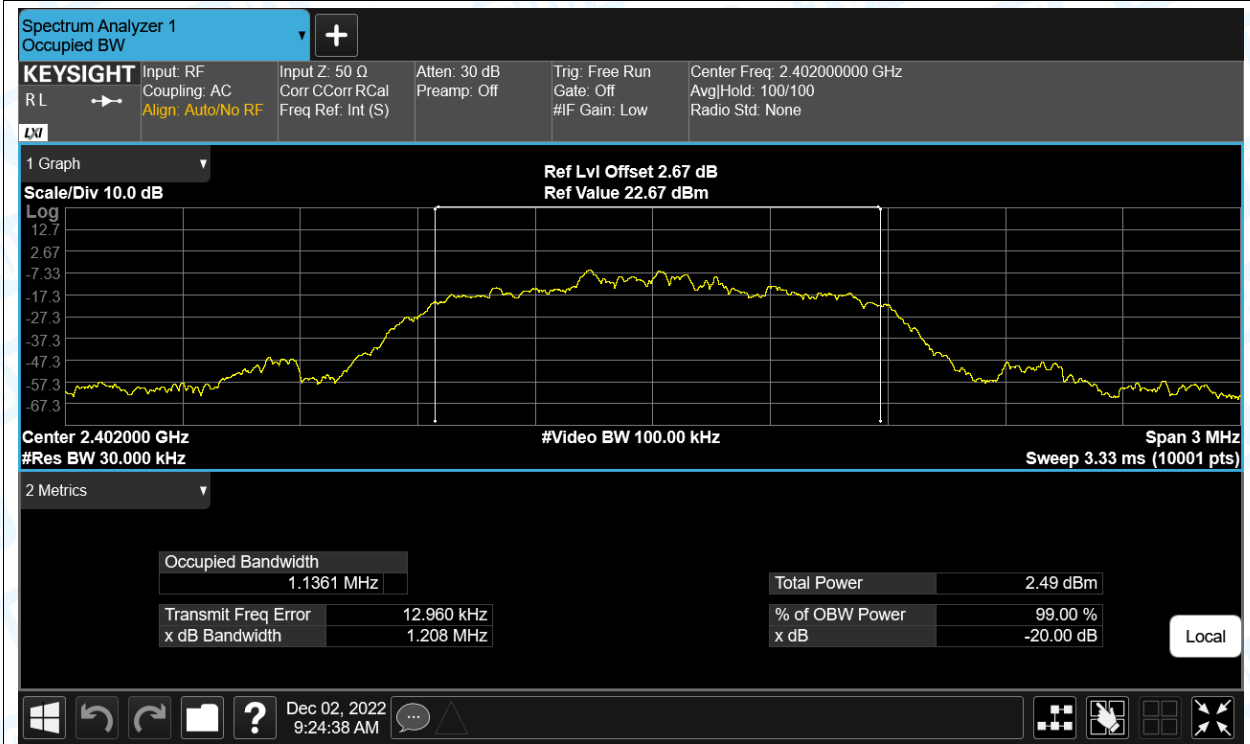 Spectrum Analyzer 1
Occupied BW
KEYSIGHT
R L
LXI
Input: RF
Coupling: AC
Align: Auto/No RF
Input Z: 50 Ω
Corr CCorr RCal
Freq Ref: Int (S)
Atten: 30 dB
Preamp: Off
Trig: Free Run
Gate: Off
#IF Gain: Low
Center Freq: 2.402000000 GHz
Avg|Hold: 100/100
Radio Std: None
1 Graph
Scale/Div 10.0 dB
Ref Lvl Offset 2.67 dB
Ref Value 22.67 dBm
Log
12.7
2.67
-7.33
-17.3
-27.3
-37.3
-47.3
-57.3
-67.3
Center 2.402000 GHz
#Video BW 100.00 kHz
Span 3 MHz
#Res BW 30.000 kHz
Sweep 3.33 ms (10001 pts)
2 Metrics
Occupied Bandwidth
1.1361 MHz
Transmit Freq Error 12.960 kHz
x dB Bandwidth 1.208 MHz
Total Power 2.49 dBm
% of OBW Power 99.00 %
x dB -20.00 dB
Local
?
Dec 02, 2022
9:24:38 AM